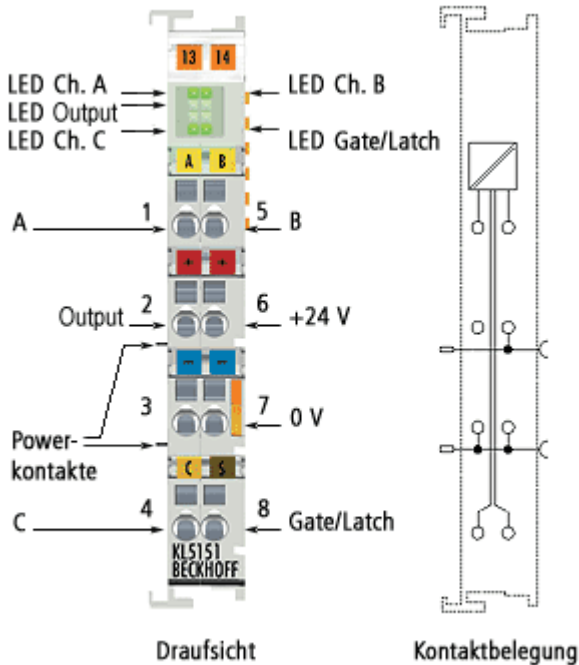 13 14
LED Ch. A
LED Output
LED Ch. C
LED Ch. B
LED Gate/Latch
A B
A 1 5 B
+ +
Output 2 6 +24 V
- -
3 7 0 V
Power-
kontakte
C S
C 4 8 Gate/Latch
KL5151
BECKHOFF
Draufsicht
Kontaktbelegung